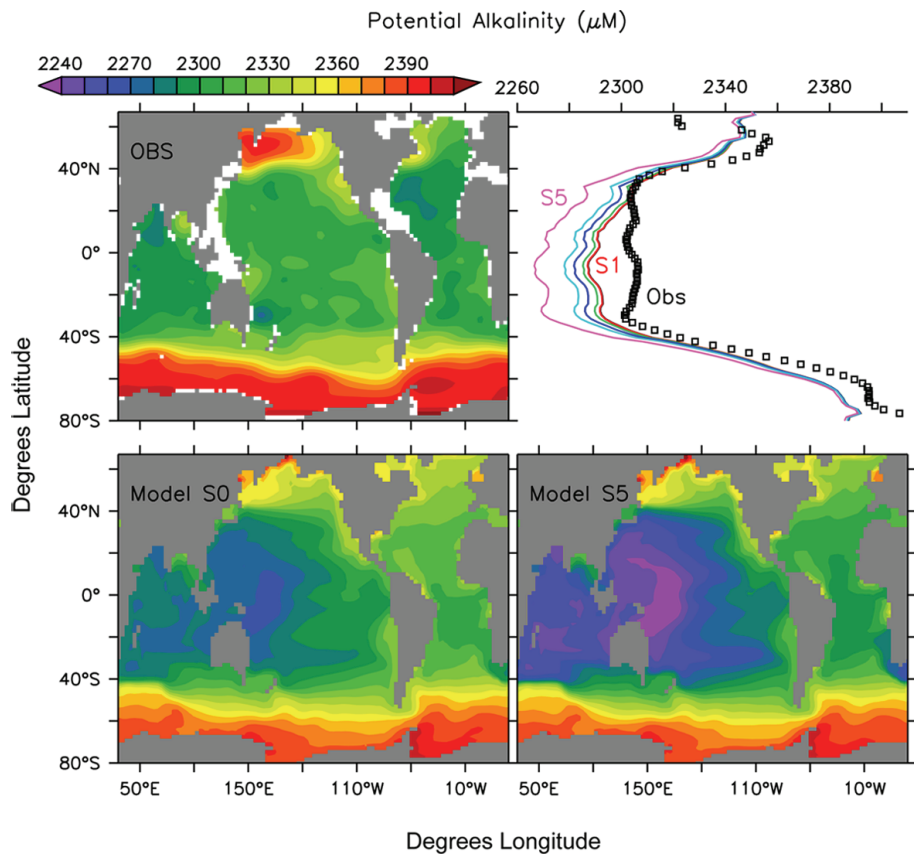 Potential Alkalinity (μM)
2240 2270 2300 2330 2360 2390
2260 2300 2340 2380
OBS
40°N
0°
40°S
80°S
S5
S1
Obs
Degrees Latitude
Model S0
Model S5
40°N
0°
40°S
80°S
50°E 150°E 110°W 10°W 50°E 150°E 110°W 10°W
Degrees Longitude